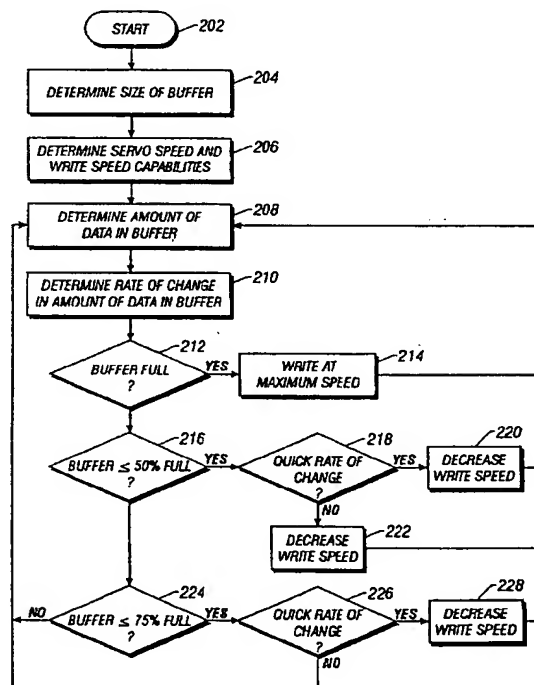 START
202
DETERMINE SIZE OF BUFFER
204
DETERMINE SERVO SPEED AND
WRITE SPEED CAPABILITIES
206
DETERMINE AMOUNT OF
DATA IN BUFFER
208
DETERMINE RATE OF CHANGE
IN AMOUNT OF DATA IN BUFFER
210
BUFFER FULL
?
212
YES
WRITE AT
MAXIMUM SPEED
214
BUFFER ≤ 50% FULL
?
216
YES
QUICK RATE OF
CHANGE
?
218
YES
DECREASE
WRITE SPEED
220
NO
DECREASE
WRITE SPEED
222
NO
BUFFER ≤ 75% FULL
?
224
YES
QUICK RATE OF
CHANGE
?
226
YES
DECREASE
WRITE SPEED
228
NO